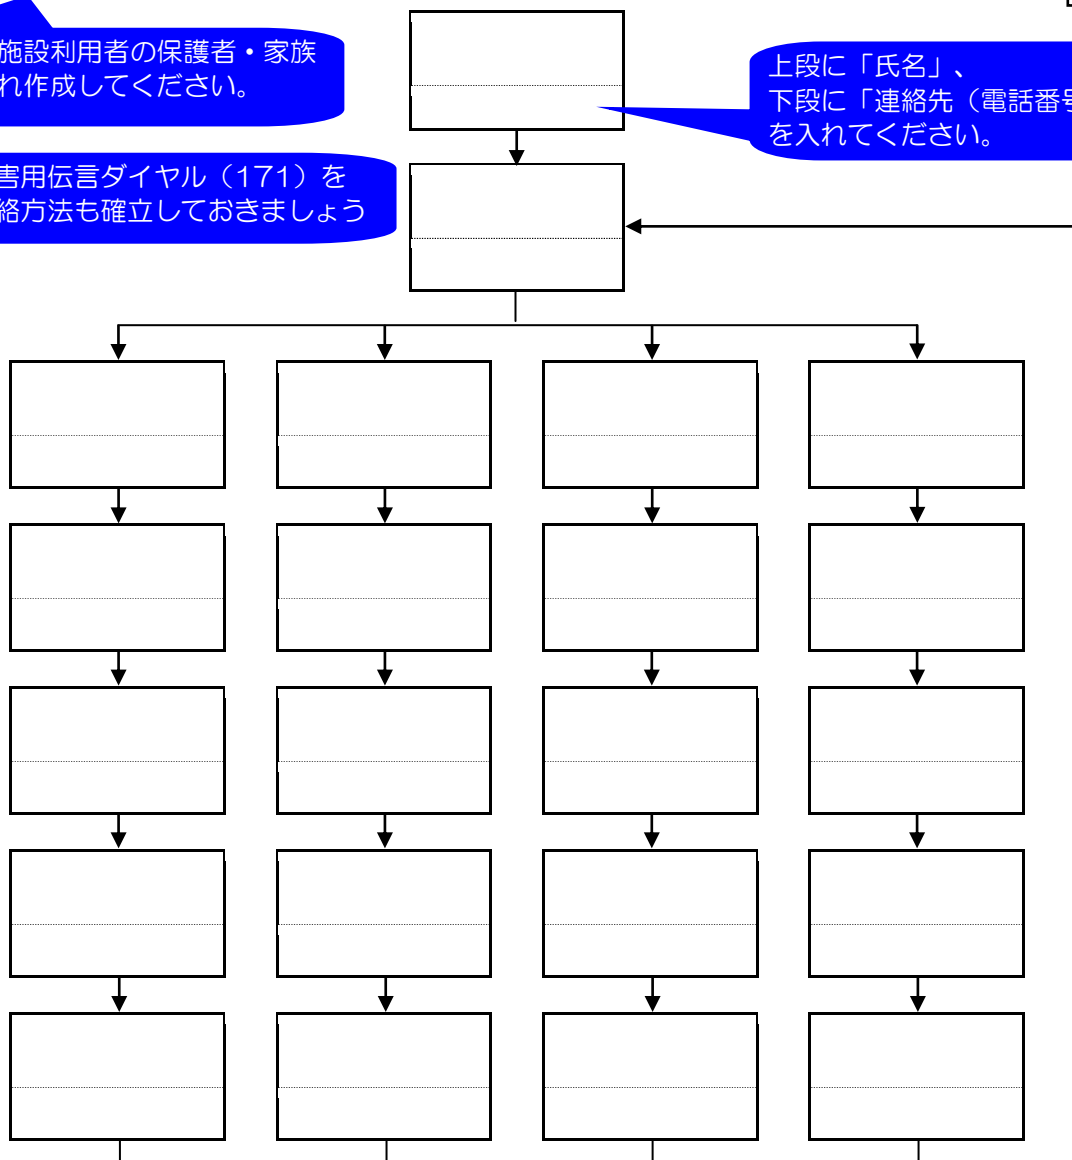 施設利用者の保護者・家族
れ作成してください。
上段に「氏名」、
下段に「連絡先（電話番号
を入れてください。
害用伝言ダイヤル（171）を
絡方法も確立しておきましょう